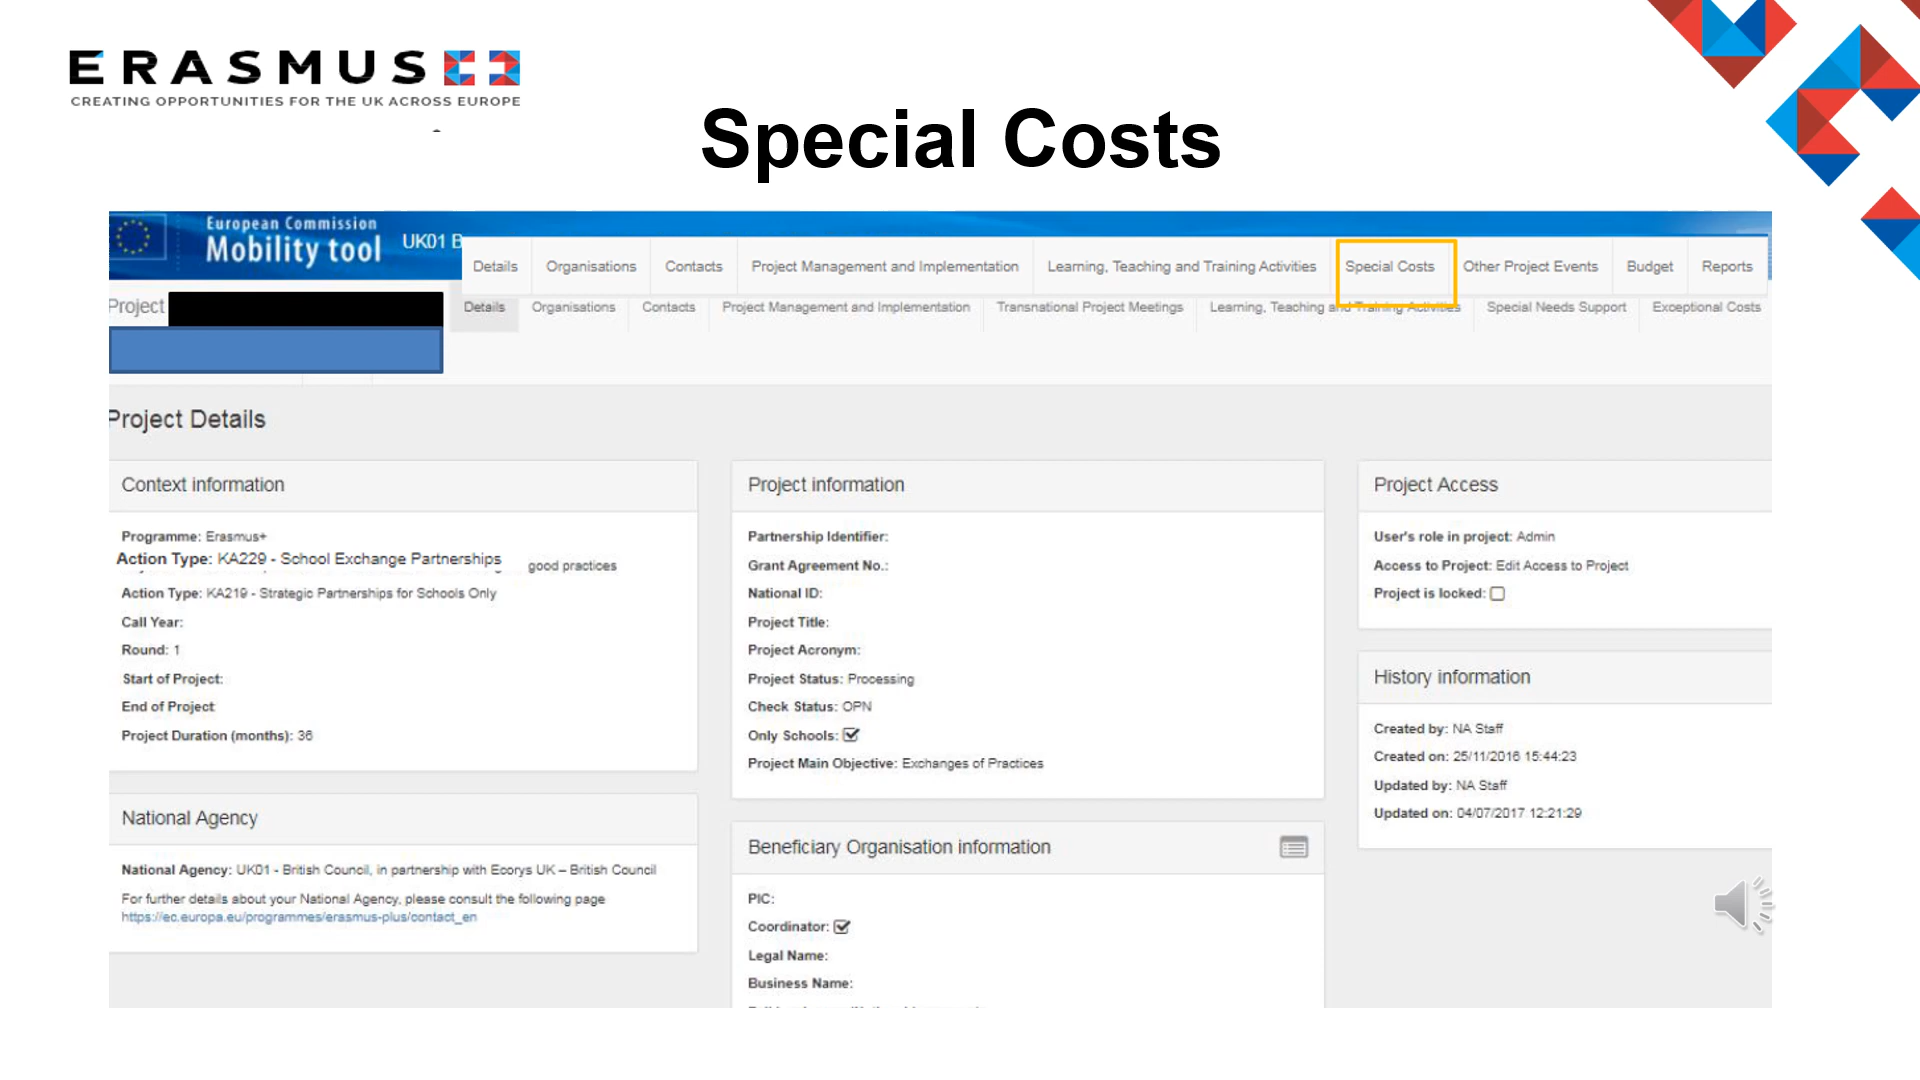 ERASMUS
CREATING OPPORTUNITIES FOR THE UK ACROSS EUROPE
Special Costs
European Commission
Mobility tool
UK01 B
Details Organisations Contacts Project Management and Implementation Learning, Teaching and Training Activities Special Costs Other Project Events Budget Reports
Project
Details Organisations Contacts Project Management and Implementation Transnational Project Meetings Learning, Teaching and Training Activities Special Needs Support Exceptional Costs
Project Details
Context information
Programme: Erasmus+
Action Type: KA229 - School Exchange Partnerships
good practices
Action Type: KA219 - Strategic Partnerships for Schools Only
Call Year:
Round: 1
Start of Project:
End of Project
Project Duration (months): 36
National Agency
National Agency: UK01 - British Council, in partnership with Ecorys UK – British Council
For further details about your National Agency, please consult the following page
https://ec.europa.eu/programmes/erasmus-plus/contact_en
Project information
Partnership Identifier:
Grant Agreement No.:
National ID:
Project Title:
Project Acronym:
Project Status: Processing
Check Status: OPN
Only Schools:
Project Main Objective: Exchanges of Practices
Beneficiary Organisation information
PIC:
Coordinator:
Legal Name:
Business Name:
Project Access
User's role in project: Admin
Access to Project: Edit Access to Project
Project is locked:
History information
Created by: NA Staff
Created on: 25/11/2016 15:44:23
Updated by: NA Staff
Updated on: 04/07/2017 12:21:29